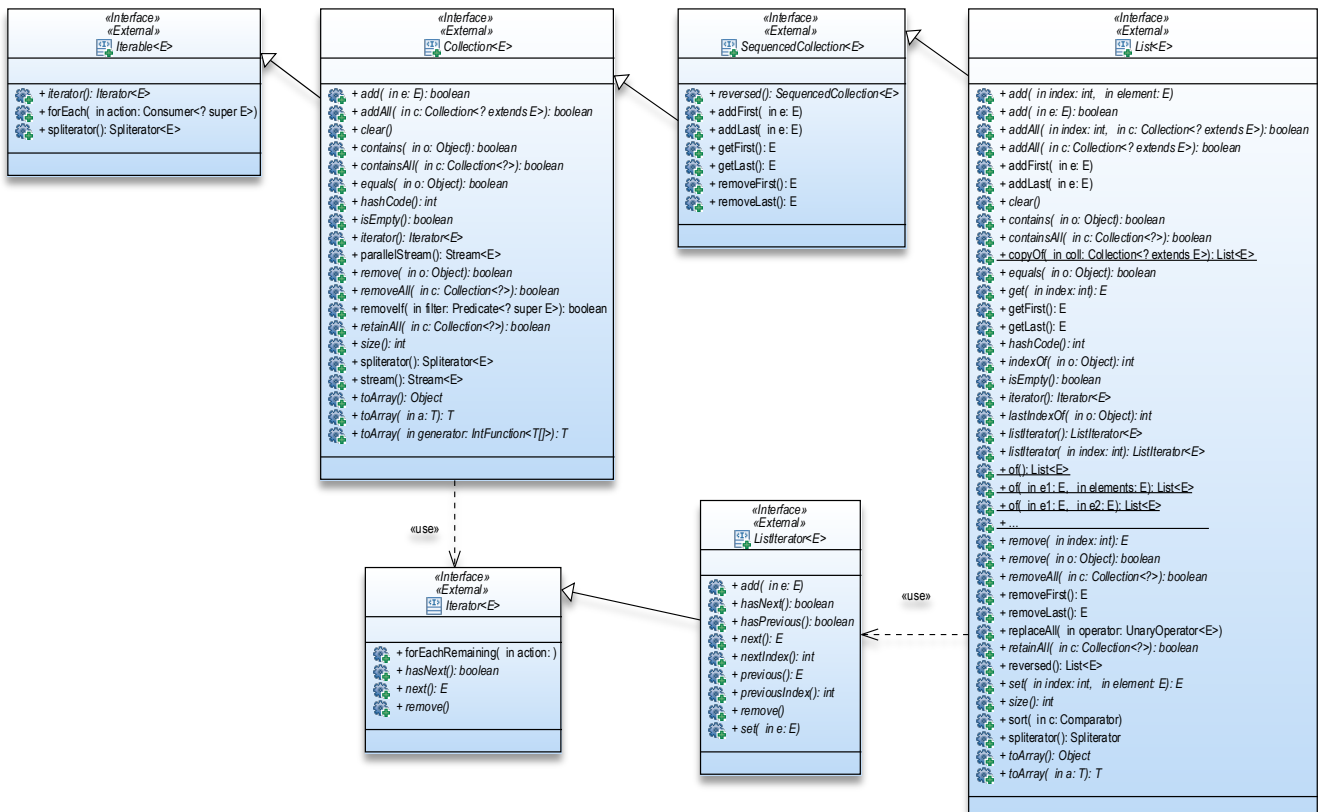 «Interface»
«External»
Iterable<E>
+ iterator(): Iterator<E>
+ forEach( in action: Consumer<? super E>)
+ spliterator(): Spliterator<E>
«Interface»
«External»
Collection<E>
+ add( in e: E): boolean
+ addAll( in c: Collection<? extends E>): boolean
+ clear()
+ contains( in o: Object): boolean
+ containsAll( in c: Collection<?>): boolean
+ equals( in o: Object): boolean
+ hashCode(): int
+ isEmpty(): boolean
+ iterator(): Iterator<E>
+ parallelStream(): Stream<E>
+ remove( in o: Object): boolean
+ removeAll( in c: Collection<?>): boolean
+ removeIf( in filter: Predicate<? super E>): boolean
+ retainAll( in c: Collection<?>): boolean
+ size(): int
+ spliterator(): Spliterator<E>
+ stream(): Stream<E>
+ toArray(): Object
+ toArray( in a: T): T
+ toArray( in generator: IntFunction<T[]>): T
«Interface»
«External»
SequencedCollection<E>
+ reversed(): SequencedCollection<E>
+ addFirst( in e: E)
+ addLast( in e: E)
+ getFirst(): E
+ getLast(): E
+ removeFirst(): E
+ removeLast(): E
«Interface»
«External»
List<E>
+ add( in index: int, in element: E)
+ add( in e: E): boolean
+ addAll( in index: int, in c: Collection<? extends E>): boolean
+ addAll( in c: Collection<? extends E>): boolean
+ addFirst( in e: E)
+ addLast( in e: E)
+ clear()
+ contains( in o: Object): boolean
+ containsAll( in c: Collection<?>): boolean
+ copyOf( in coll: Collection<? extends E>): List<E>
+ equals( in o: Object): boolean
+ get( in index: int): E
+ getFirst(): E
+ getLast(): E
+ hashCode(): int
+ indexOf( in o: Object): int
+ isEmpty(): boolean
+ iterator(): Iterator<E>
+ lastIndexOf( in o: Object): int
+ listIterator(): ListIterator<E>
+ listIterator( in index: int): ListIterator<E>
+ of(): List<E>
+ of( in e1: E, in elements: E): List<E>
+ of( in e1: E, in e2: E): List<E>
+ ...
+ remove( in index: int): E
+ remove( in o: Object): boolean
+ removeAll( in c: Collection<?>): boolean
+ removeFirst(): E
+ removeLast(): E
+ replaceAll( in operator: UnaryOperator<E>)
+ retainAll( in c: Collection<?>): boolean
+ reversed(): List<E>
+ set( in index: int, in element: E): E
+ size(): int
+ sort( in c: Comparator)
+ spliterator(): Spliterator
+ toArray(): Object
+ toArray( in a: T): T
«use»
«Interface»
«External»
Iterator<E>
+ forEachRemaining( in action: )
+ hasNext(): boolean
+ next(): E
+ remove()
«Interface»
«External»
ListIterator<E>
+ add( in e: E)
+ hasNext(): boolean
+ hasPrevious(): boolean
+ next(): E
+ nextIndex(): int
+ previous(): E
+ previousIndex(): int
+ remove()
+ set( in e: E)
«use»